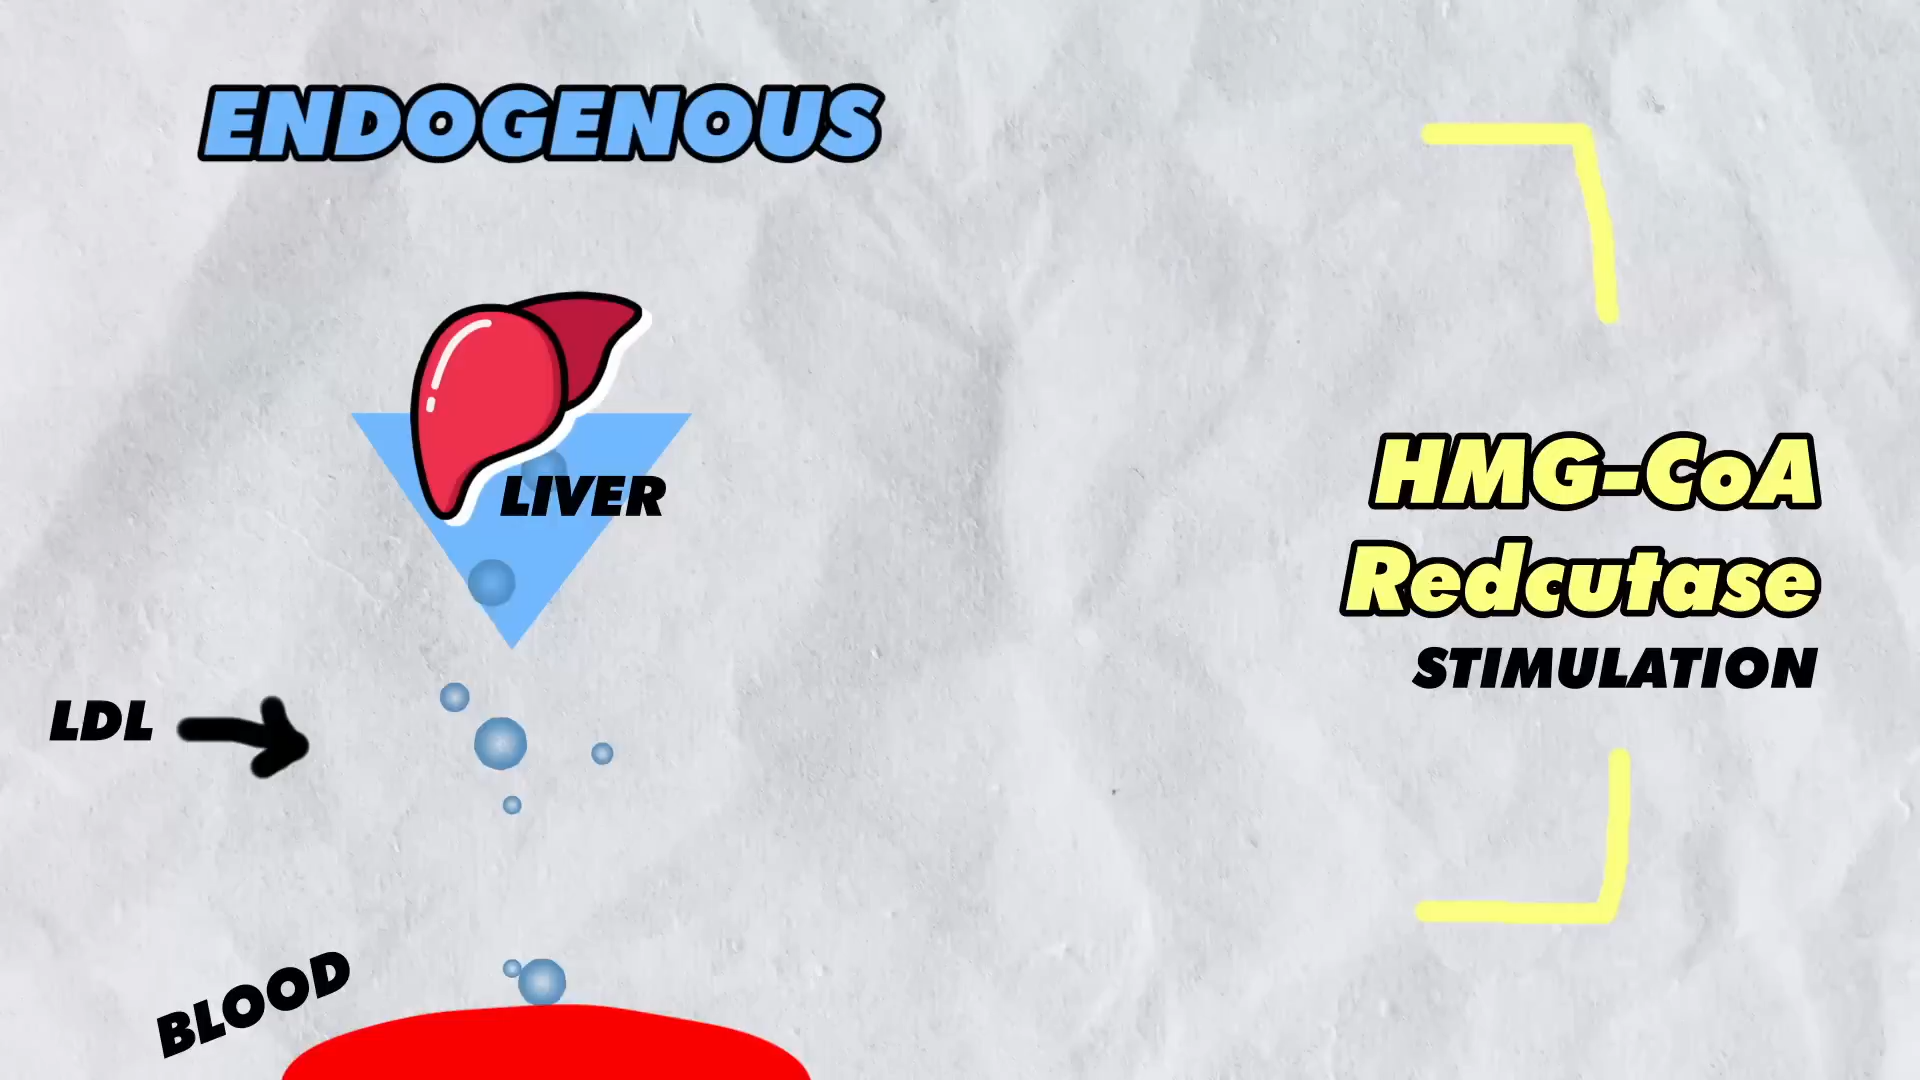 ENDOGENOUS
LIVER
LDL
BLOOD
HMG-CoA
Redcutase
STIMULATION